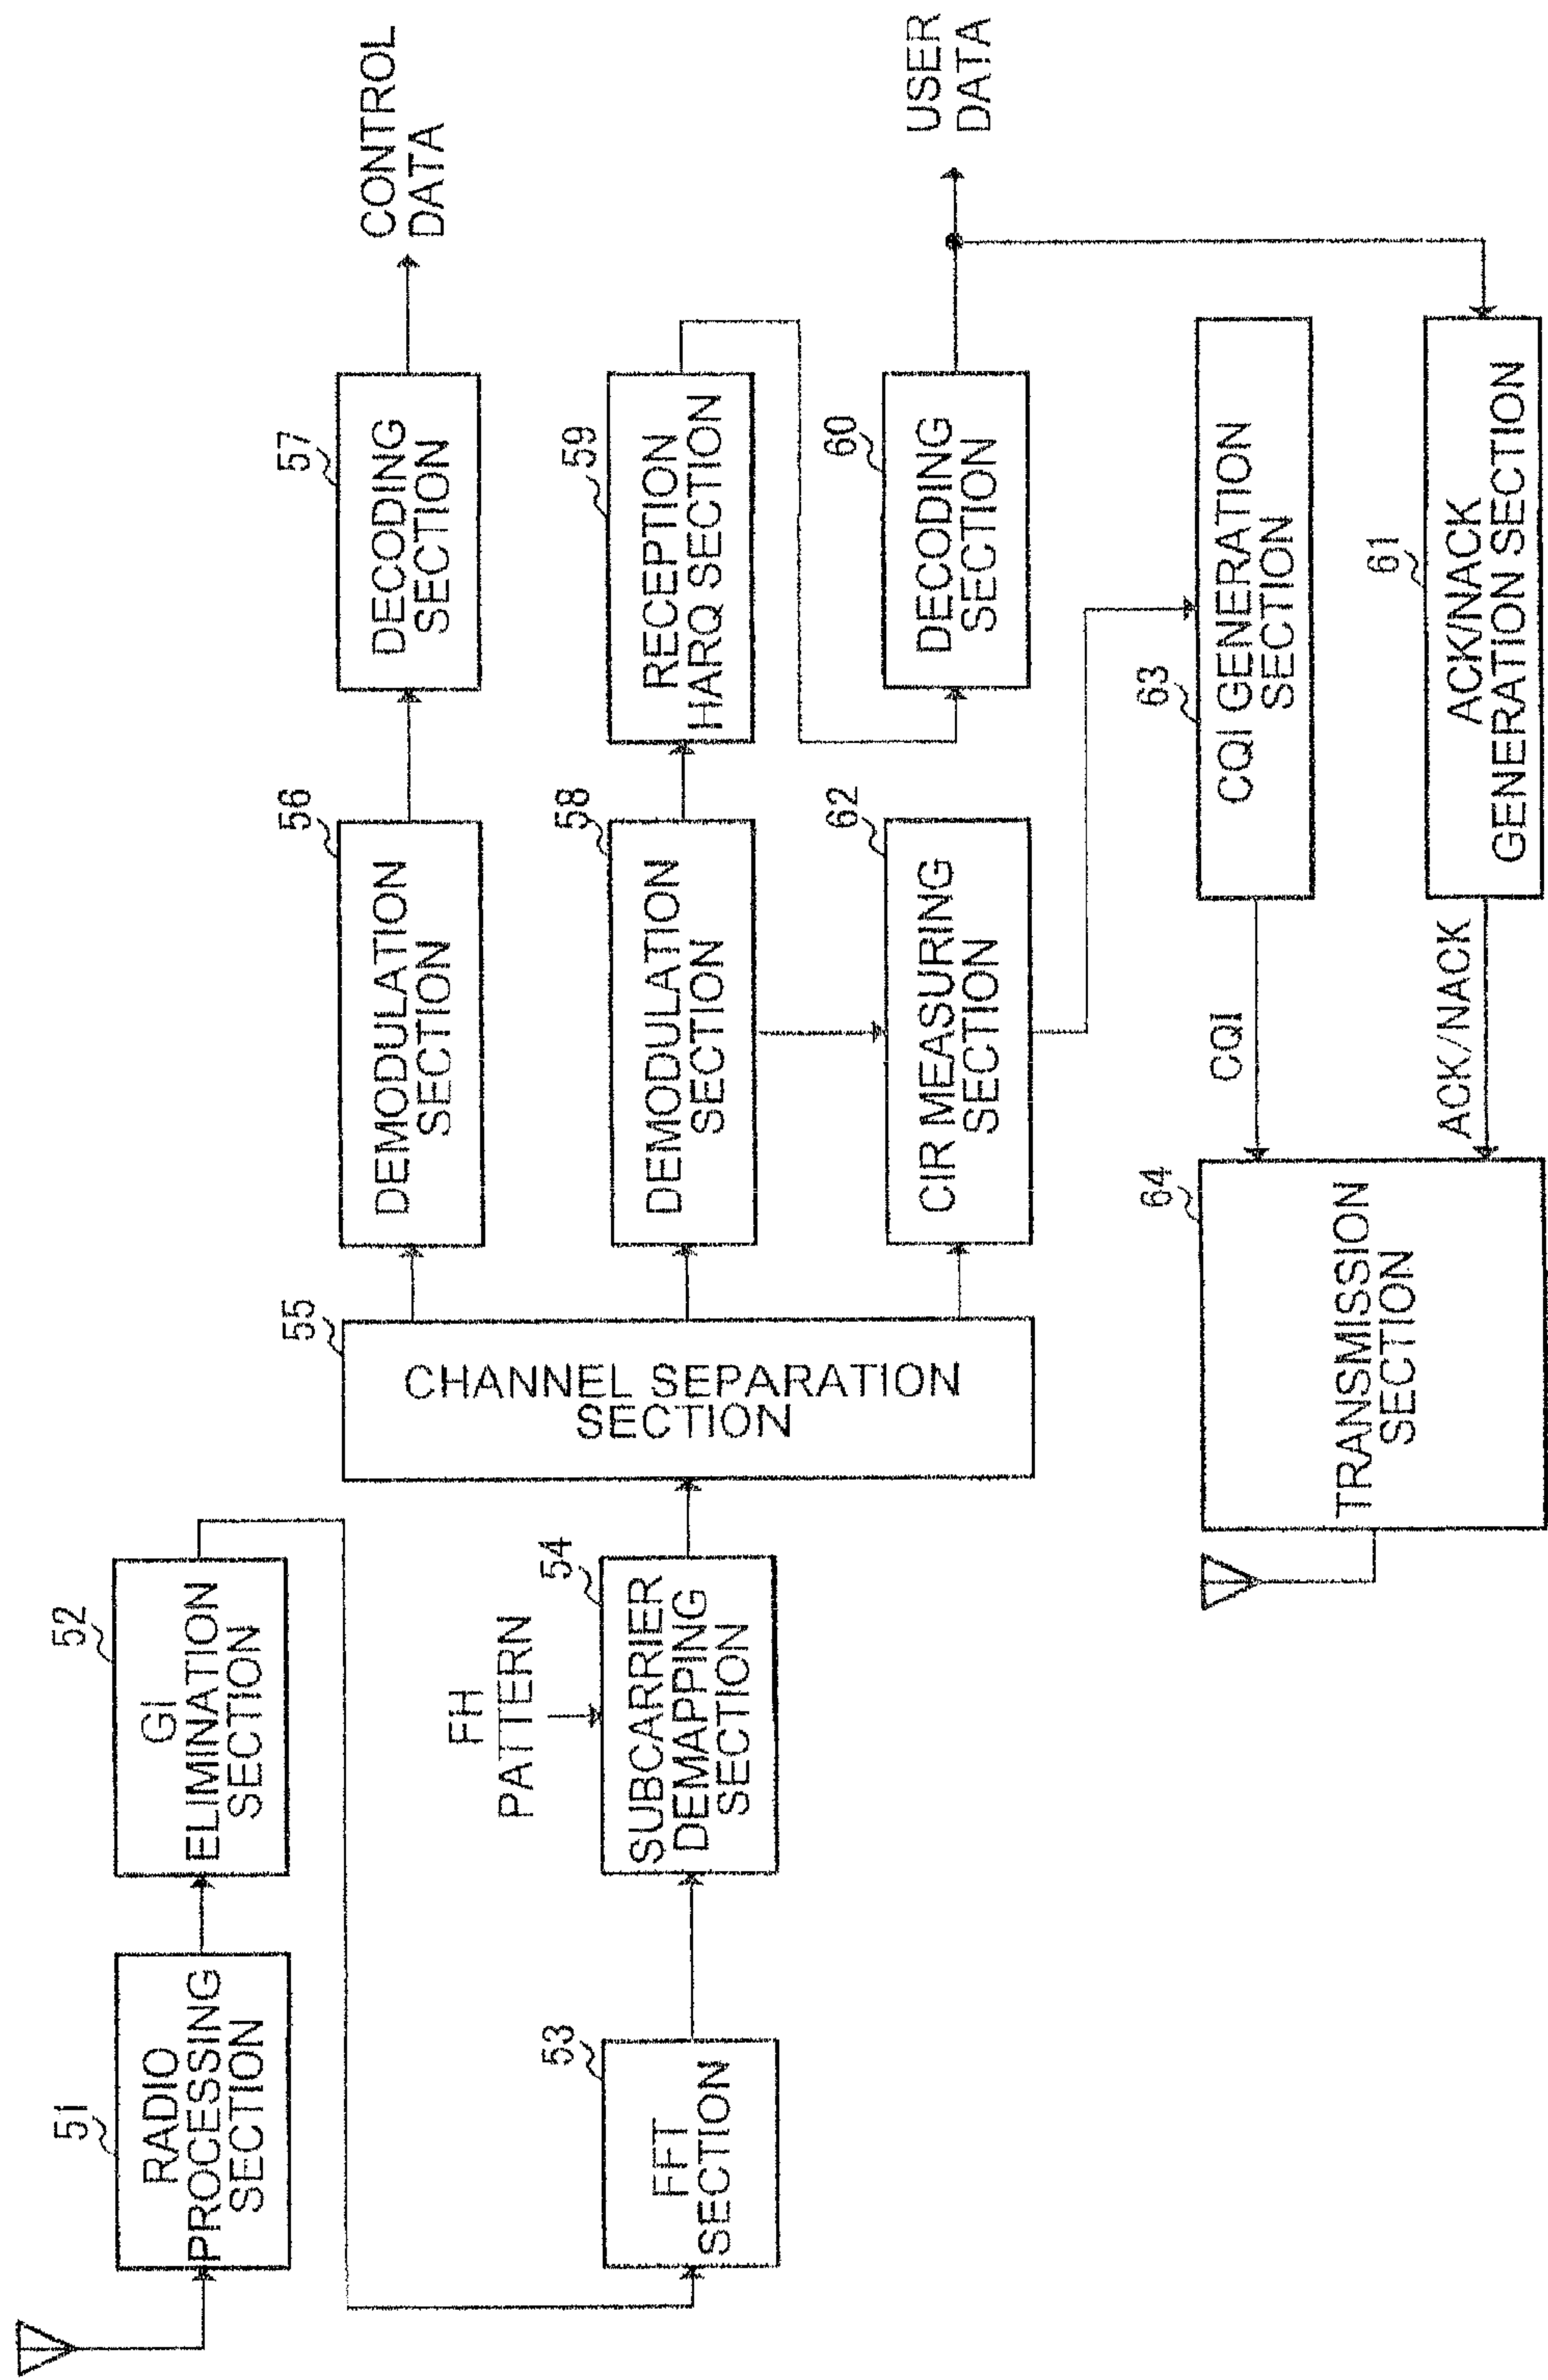 51
RADIO
PROCESSING
SECTION
52
GI
ELIMINATION
SECTION
53
FFT
SECTION
FH
PATTERN
54
SUBCARRIER
DEMAPPING
SECTION
55
CHANNEL SEPARATION
SECTION
56
DEMODULATION
SECTION
57
DECODING
SECTION
CONTROL
DATA
58
DEMODULATION
SECTION
59
RECEPTION
HARQ SECTION
62
CIR MEASURING
SECTION
60
DECODING
SECTION
USER
DATA
63
CQI GENERATION
SECTION
CQI
61
ACK/NACK
GENERATION SECTION
ACK/NACK
64
TRANSMISSION
SECTION